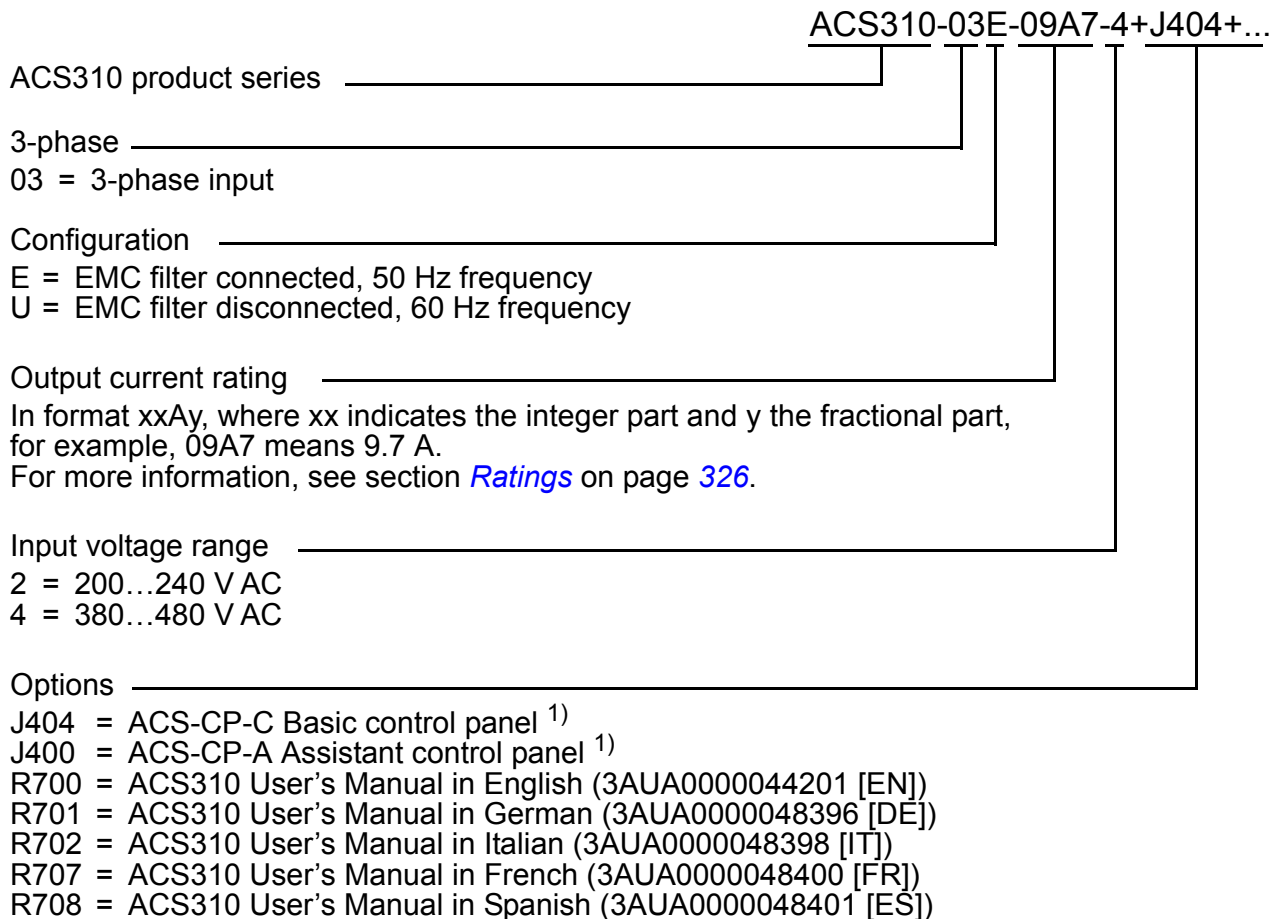 ACS310-03E-09A7-4+J404+...
ACS310 product series
3-phase
03 = 3-phase input
Configuration
E = EMC filter connected, 50 Hz frequency
U = EMC filter disconnected, 60 Hz frequency
Output current rating
In format xxAy, where xx indicates the integer part and y the fractional part,
for example, 09A7 means 9.7 A.
For more information, see section Ratings on page 326.
Input voltage range
2 = 200…240 V AC
4 = 380…480 V AC
Options
J404 = ACS-CP-C Basic control panel 1)
J400 = ACS-CP-A Assistant control panel 1)
R700 = ACS310 User’s Manual in English (3AUA0000044201 [EN])
R701 = ACS310 User’s Manual in German (3AUA0000048396 [DE])
R702 = ACS310 User’s Manual in Italian (3AUA0000048398 [IT])
R707 = ACS310 User’s Manual in French (3AUA0000048400 [FR])
R708 = ACS310 User’s Manual in Spanish (3AUA0000048401 [ES])